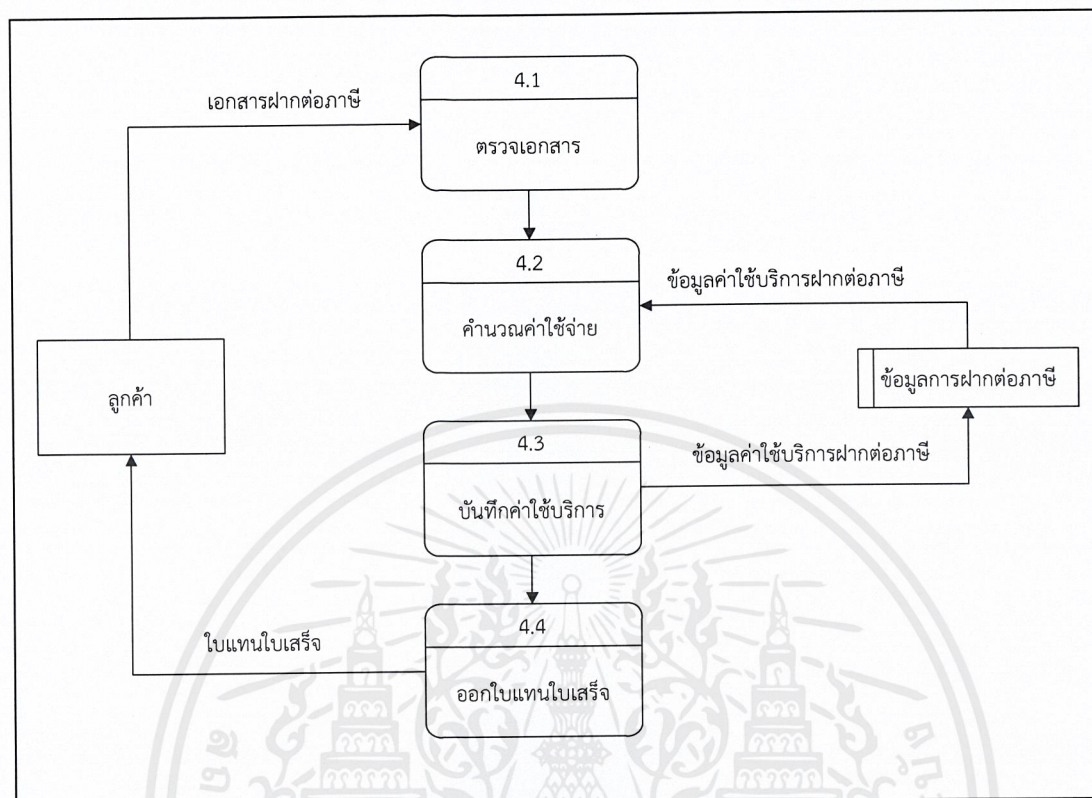 4.1
เอกสารฝากต่อภาษี
ตรวจเอกสาร
4.2
ข้อมูลค่าใช้บริการฝากต่อภาษี
คำนวณค่าใช้จ่าย
ลูกค้า
ข้อมูลการฝากต่อภาษี
4.3
ข้อมูลค่าใช้บริการฝากต่อภาษี
บันทึกค่าใช้บริการ
4.4
ใบแทนใบเสร็จ
ออกใบแทนใบเสร็จ